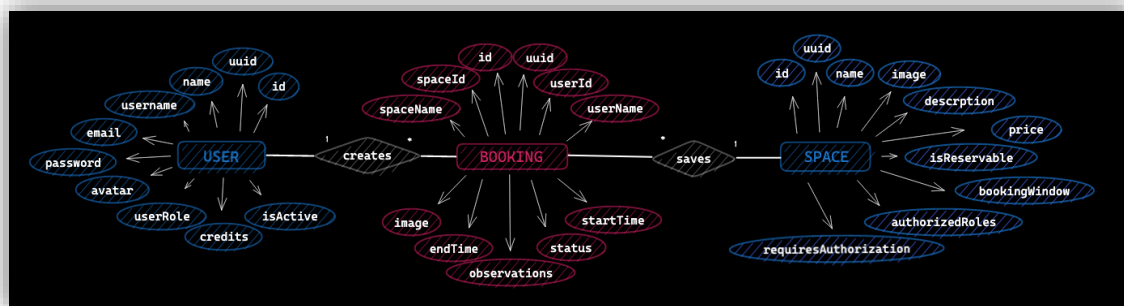 uuid
name
id
username
email
password
avatar
userRole
credits
isActive
USER
1
creates
*
id
uuid
spaceId
userId
spaceName
userName
BOOKING
image
endTime
observations
status
startTime
*
saves
1
uuid
id
name
image
descrption
price
isReservable
SPACE
bookingWindow
authorizedRoles
requiresAuthorization